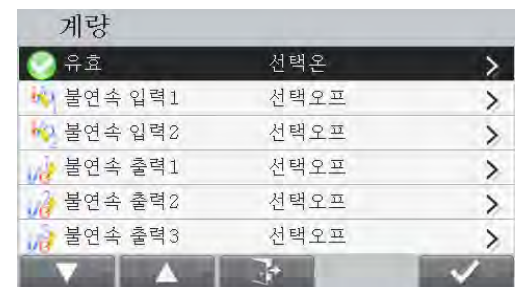 계량
유효 선택온 >
불연속 입력1 선택오프 >
불연속 입력2 선택오프 >
불연속 출력1 선택오프 >
불연속 출력2 선택오프 >
불연속 출력3 선택오프 >